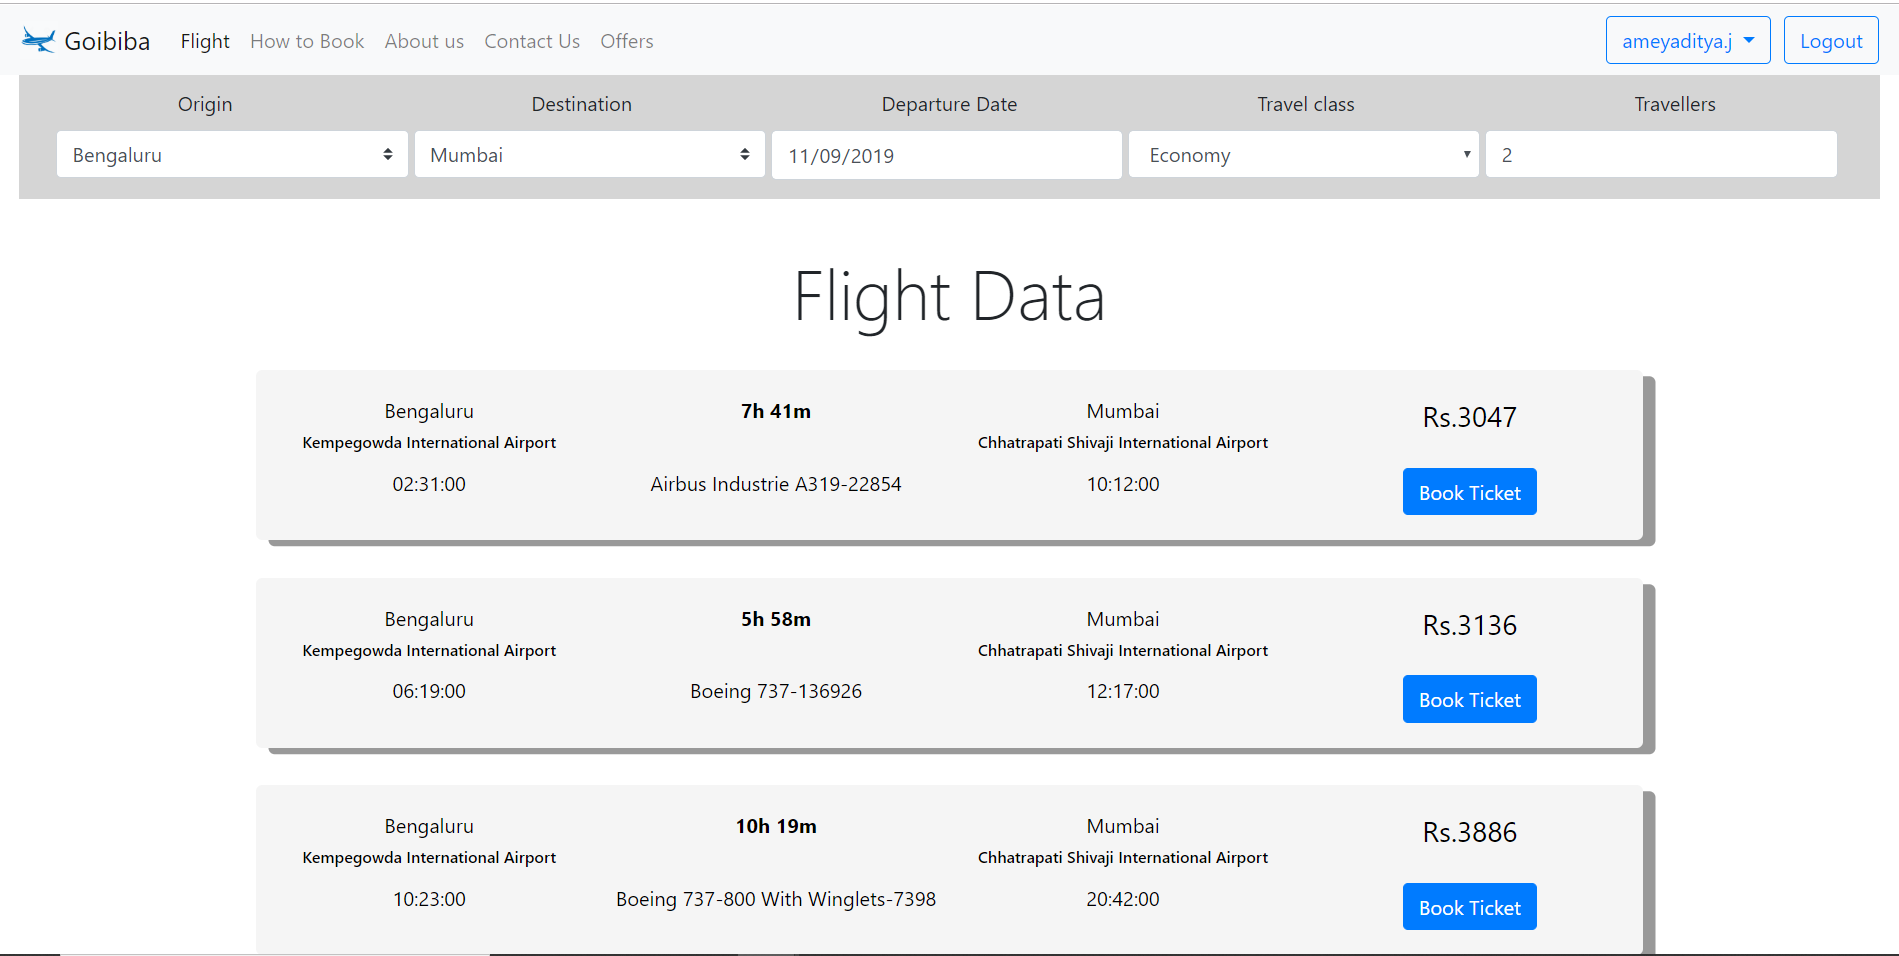 Goibiba Flight How to Book About us Contact Us Offers ameyaditya.j Logout
Origin Destination Departure Date Travel class Travellers
Bengaluru Mumbai 11/09/2019 Economy 2
Flight Data
Bengaluru 7h 41m Mumbai Rs.3047
Kempegowda International Airport Chhatrapati Shivaji International Airport
02:31:00 Airbus Industrie A319-22854 10:12:00 Book Ticket
Bengaluru 5h 58m Mumbai Rs.3136
Kempegowda International Airport Chhatrapati Shivaji International Airport
06:19:00 Boeing 737-136926 12:17:00 Book Ticket
Bengaluru 10h 19m Mumbai Rs.3886
Kempegowda International Airport Chhatrapati Shivaji International Airport
10:23:00 Boeing 737-800 With Winglets-7398 20:42:00 Book Ticket